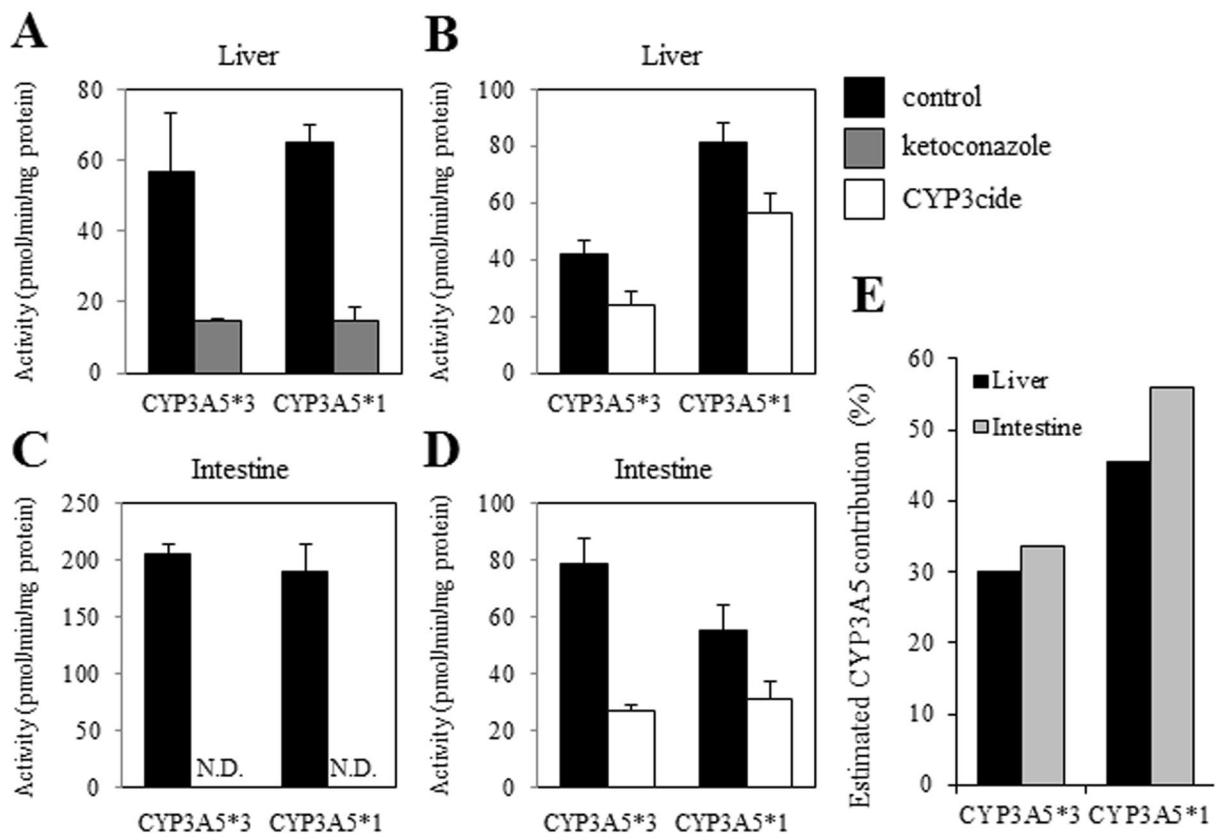 A
Liver
Activity (pmol/min/mg protein)
80
60
40
20
0
CYP3A5*3
CYP3A5*1
B
Liver
Activity (pmol/min/mg protein)
100
80
60
40
20
0
CYP3A5*3
CYP3A5*1
control
ketoconazole
CYP3cide
C
Intestine
Activity (pmol/min/mg protein)
250
200
150
100
50
0
N.D.
N.D.
CYP3A5*3
CYP3A5*1
D
Intestine
Activity (pmol/min/mg protein)
100
80
60
40
20
0
CYP3A5*3
CYP3A5*1
E
Estimated CYP3A5 contribution (%)
60
50
40
30
20
10
0
Liver
Intestine
CYP3A5*3
CYP3A5*1